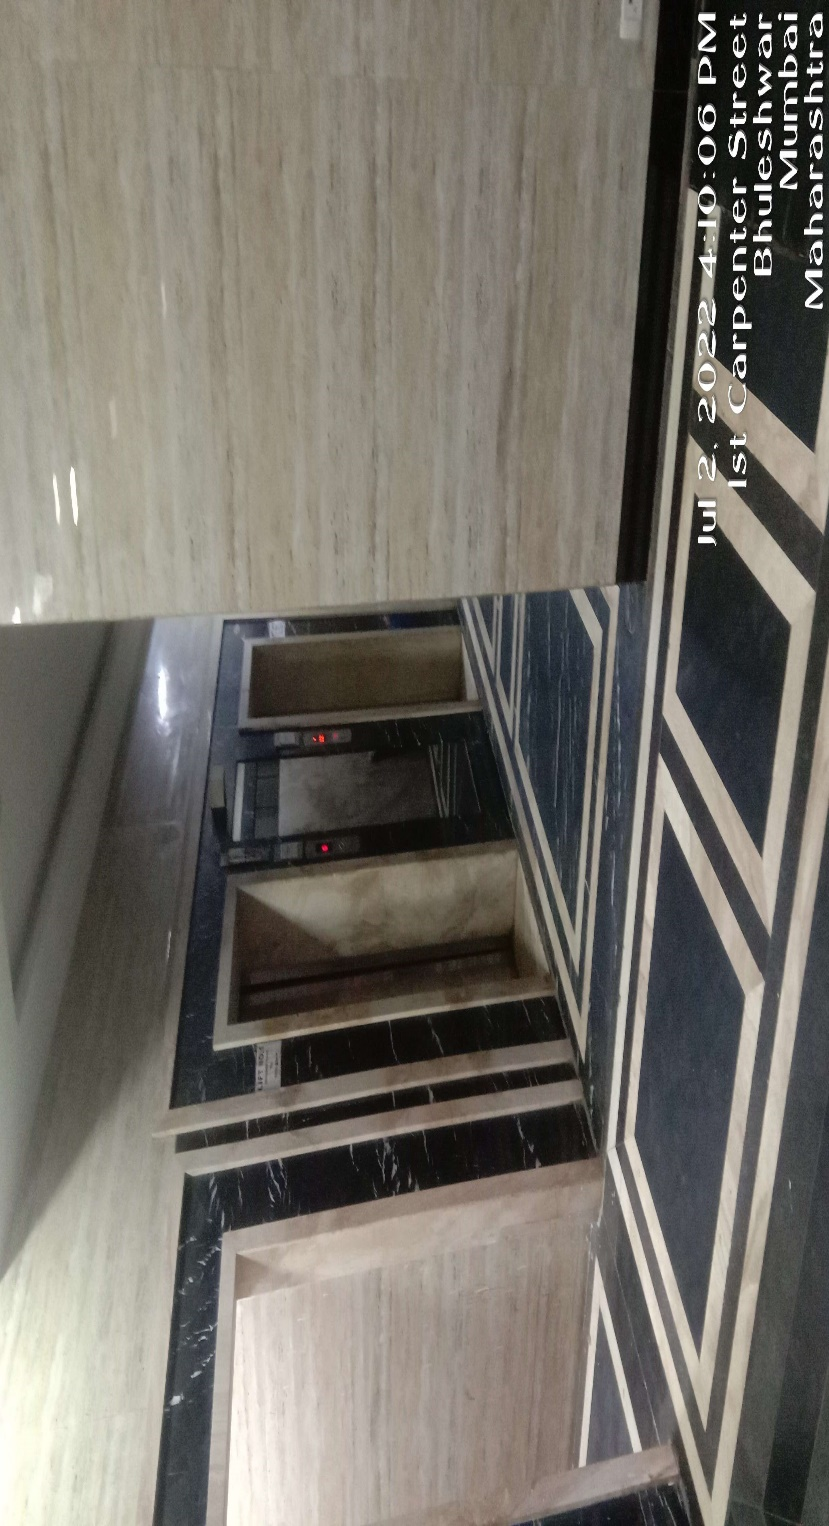 Jul 2, 2022 4:10:06 PM
1st Carpenter Street
Bhuleshwar
Mumbai
Maharashtra